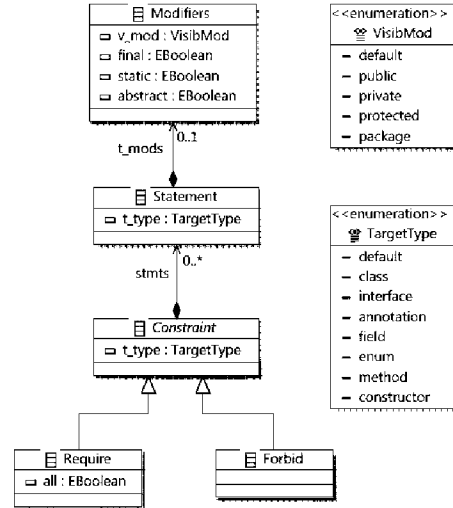 Modifiers
v_mod : VisibMod
final : EBoolean
static : EBoolean
abstract : EBoolean
0..1
t_mods
Statement
t_type : TargetType
0..*
stmts
Constraint
t_type : TargetType
Require
all : EBoolean
Forbid
<<enumeration>>
VisibMod
default
public
private
protected
package
<<enumeration>>
TargetType
default
class
interface
annotation
field
enum
method
constructor